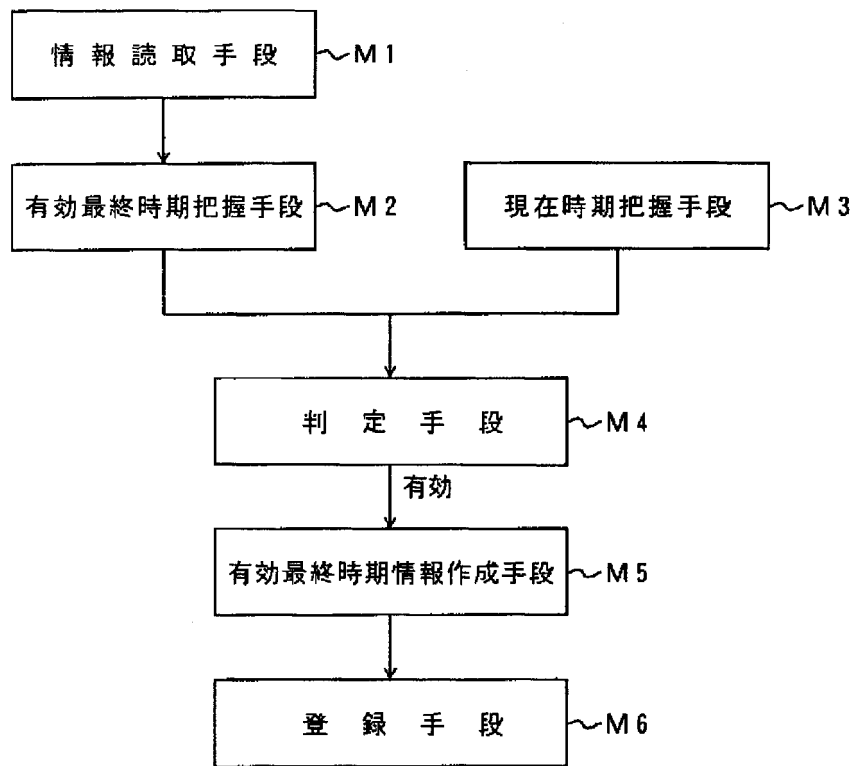 情報読取手段 ～M1
有効最終時期把握手段 ～M2
現在時期把握手段 ～M3
判定手段 ～M4
有効
有効最終時期情報作成手段 ～M5
登録手段 ～M6